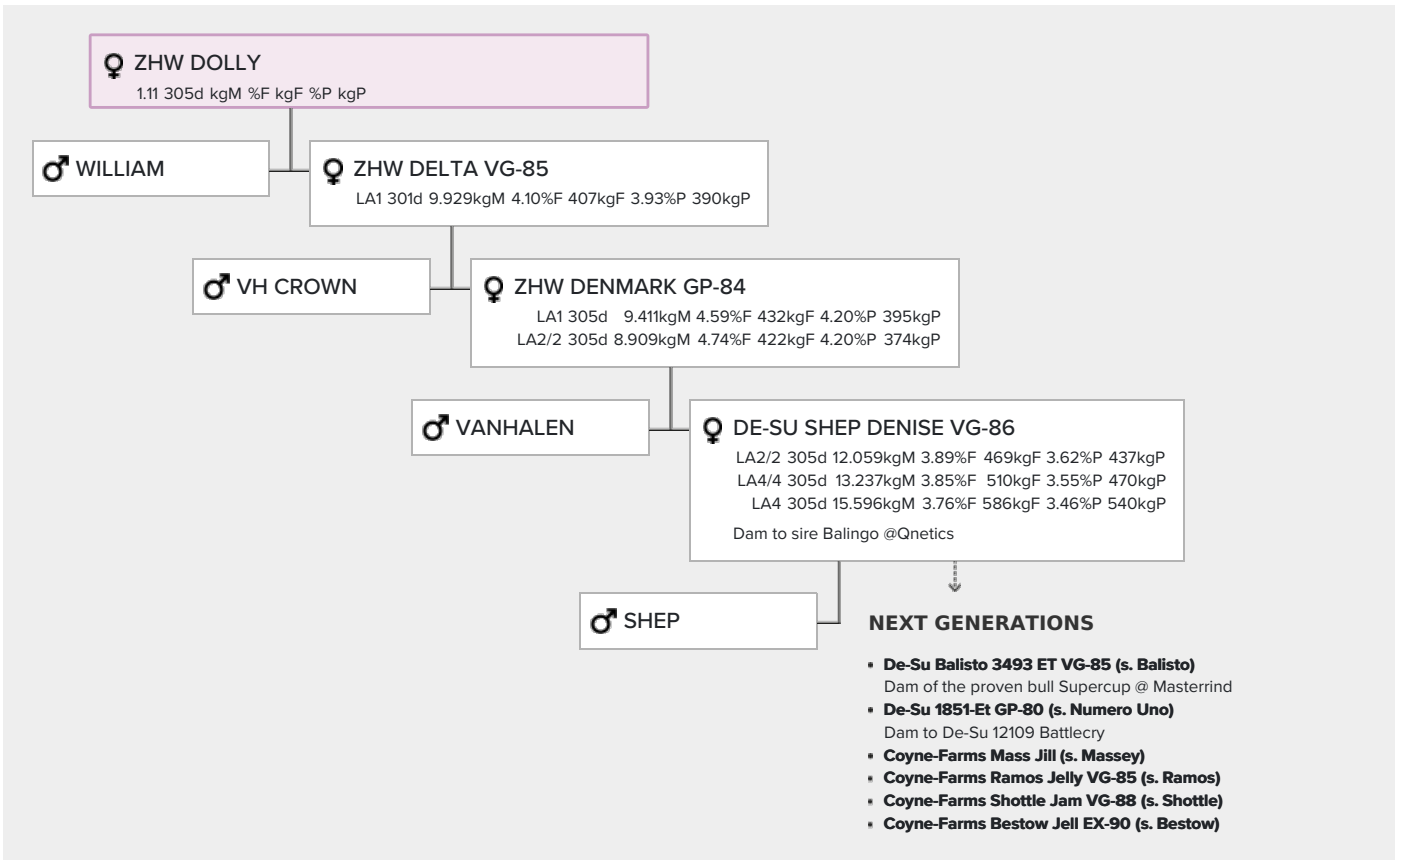 ZHW DOLLY
1.11 305d kgM %F kgF %P kgP
WILLIAM
ZHW DELTA VG-85
LA1 301d 9.929kgM 4.10%F 407kgF 3.93%P 390kgP
VH CROWN
ZHW DENMARK GP-84
LA1 305d 9.411kgM 4.59%F 432kgF 4.20%P 395kgP
LA2/2 305d 8.909kgM 4.74%F 422kgF 4.20%P 374kgP
VANHALEN
DE-SU SHEP DENISE VG-86
LA2/2 305d 12.059kgM 3.89%F 469kgF 3.62%P 437kgP
LA4/4 305d 13.237kgM 3.85%F 510kgF 3.55%P 470kgP
LA4 305d 15.596kgM 3.76%F 586kgF 3.46%P 540kgP
Dam to sire Balingo @Qnetics
SHEP
NEXT GENERATIONS
• De-Su Balisto 3493 ET VG-85 (s. Balisto)
Dam of the proven bull Supercup @ Masterrind
• De-Su 1851-Et GP-80 (s. Numero Uno)
Dam to De-Su 12109 Battlecry
• Coyne-Farms Mass Jill (s. Massey)
• Coyne-Farms Ramos Jelly VG-85 (s. Ramos)
• Coyne-Farms Shottle Jam VG-88 (s. Shottle)
• Coyne-Farms Bestow Jell EX-90 (s. Bestow)